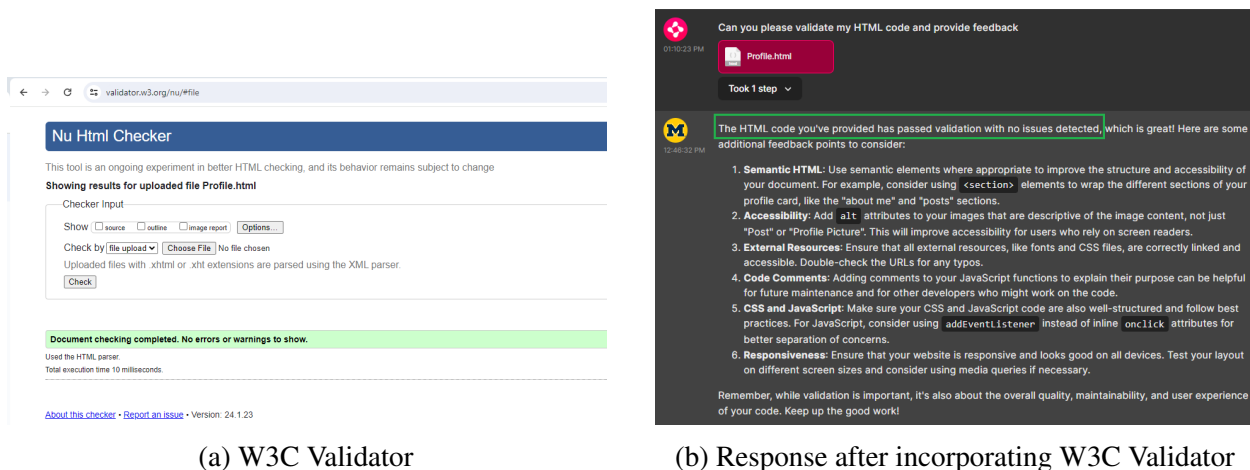 validator.w3.org/nu/#file
Nu Html Checker
This tool is an ongoing experiment in better HTML checking, and its behavior remains subject to change
Showing results for uploaded file Profile.html
Checker Input
Show source outline image report Options...
Check by file upload Choose File No file chosen
Uploaded files with .xhtml or .xht extensions are parsed using the XML parser.
Check
Document checking completed. No errors or warnings to show.
Used the HTML parser.
Total execution time 10 milliseconds.
About this checker • Report an issue • Version: 24.1.23
(a) W3C Validator
01:10:23 PM
Can you please validate my HTML code and provide feedback
Profile.html
Took 1 step
M
12:46:32 PM
The HTML code you've provided has passed validation with no issues detected, which is great! Here are some
additional feedback points to consider:
1. Semantic HTML: Use semantic elements where appropriate to improve the structure and accessibility of
your document. For example, consider using <section> elements to wrap the different sections of your
profile card, like the "about me" and "posts" sections.
2. Accessibility: Add alt attributes to your images that are descriptive of the image content, not just
"Post" or "Profile Picture". This will improve accessibility for users who rely on screen readers.
3. External Resources: Ensure that all external resources, like fonts and CSS files, are correctly linked and
accessible. Double-check the URLs for any typos.
4. Code Comments: Adding comments to your JavaScript functions to explain their purpose can be helpful
for future maintenance and for other developers who might work on the code.
5. CSS and JavaScript: Make sure your CSS and JavaScript code are also well-structured and follow best
practices. For JavaScript, consider using addEventListener instead of inline onclick attributes for
better separation of concerns.
6. Responsiveness: Ensure that your website is responsive and looks good on all devices. Test your layout
on different screen sizes and consider using media queries if necessary.
Remember, while validation is important, it's also about the overall quality, maintainability, and user experience
of your code. Keep up the good work!
(b) Response after incorporating W3C Validator